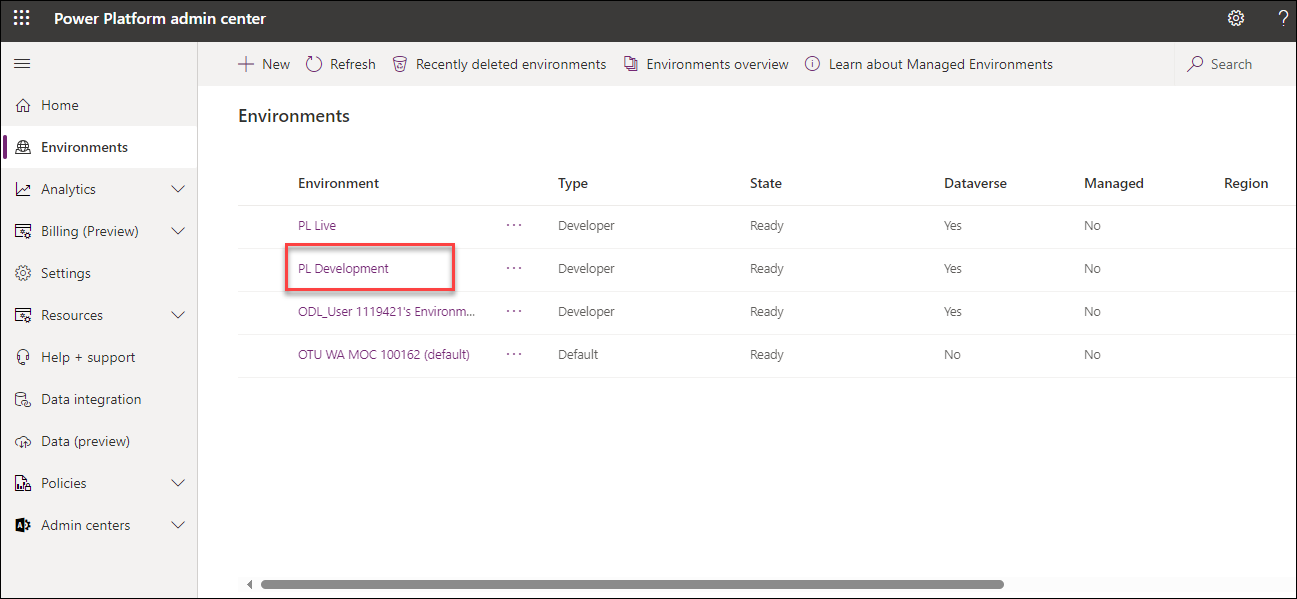 Power Platform admin center
?
New
Refresh
Recently deleted environments
Environments overview
Learn about Managed Environments
Search
Home
Environments
Analytics
Billing (Preview)
Settings
Resources
Help + support
Data integration
Data (preview)
Policies
Admin centers
Environments
Environment Type State Dataverse Managed Region
PL Live ... Developer Ready Yes No
PL Development ... Developer Ready Yes No
ODL_User 1119421's Environm... ... Developer Ready Yes No
OTU WA MOC 100162 (default) ... Default Ready No No